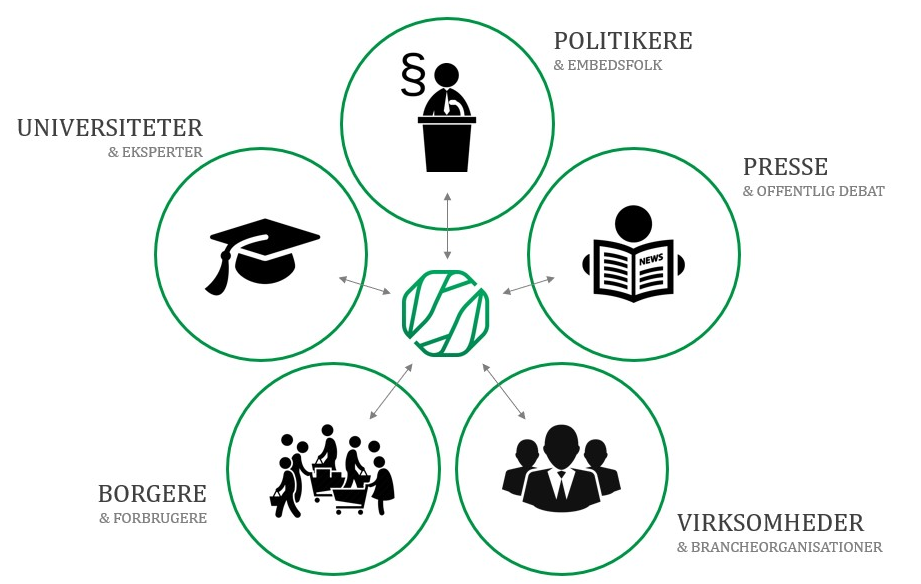 POLITIKERE
& EMBEDSFOLK
§
UNIVERSITETER
& EKSPERTER
PRESSE
& OFFENTLIG DEBAT
NEWS
BORGERE
& FORBRUGERE
VIRKSOMHEDER
& BRANCHEORGANISATIONER